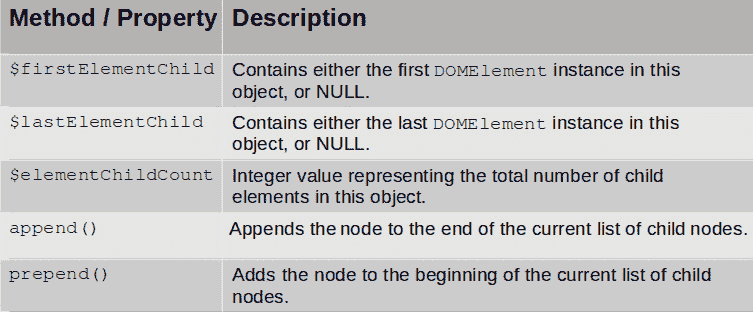 Method / Property Description
$firstElementChild Contains either the first DOMElement instance in this
object, or NULL.
$lastElementChild Contains either the last DOMElement instance in this
object, or NULL.
$elementChildCount Integer value representing the total number of child
elements in this object.
append() Appends the node to the end of the current list of child nodes.
prepend() Adds the node to the beginning of the current list of child
nodes.